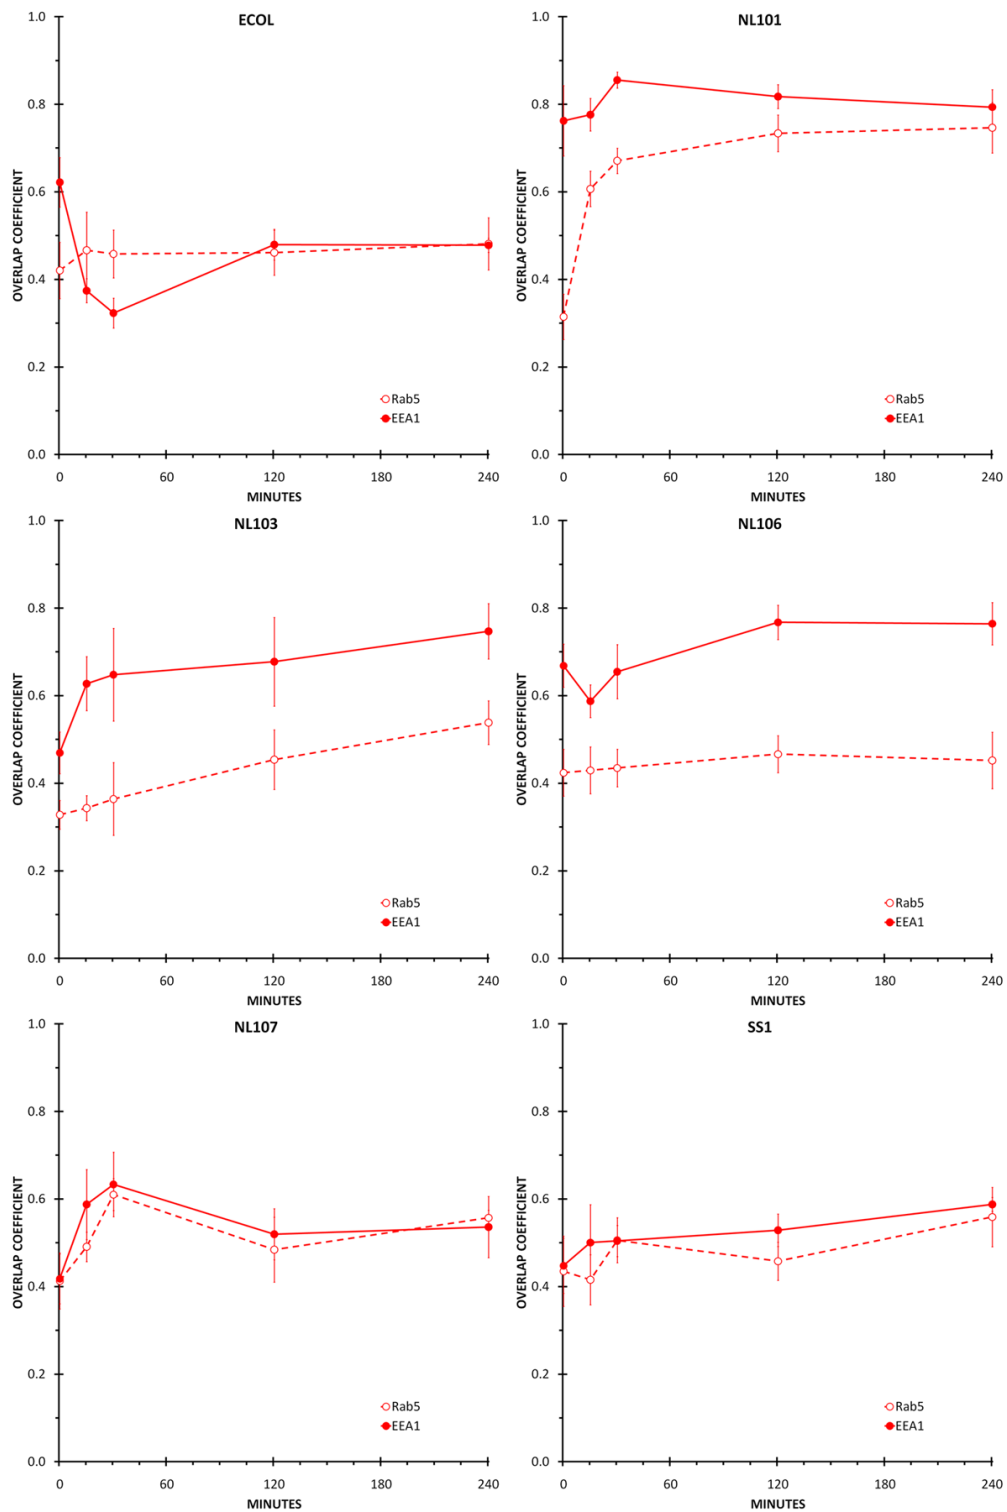 ECOL
1.0
0.8
0.6
0.4
0.2
0.0
OVERLAP COEFFICIENT
Rab5
EEA1
0 60 120 180 240
MINUTES
NL101
1.0
0.8
0.6
0.4
0.2
0.0
OVERLAP COEFFICIENT
Rab5
EEA1
0 60 120 180 240
MINUTES
NL103
1.0
0.8
0.6
0.4
0.2
0.0
OVERLAP COEFFICIENT
Rab5
EEA1
0 60 120 180 240
MINUTES
NL106
1.0
0.8
0.6
0.4
0.2
0.0
OVERLAP COEFFICIENT
Rab5
EEA1
0 60 120 180 240
MINUTES
NL107
1.0
0.8
0.6
0.4
0.2
0.0
OVERLAP COEFFICIENT
Rab5
EEA1
0 60 120 180 240
MINUTES
SS1
1.0
0.8
0.6
0.4
0.2
0.0
OVERLAP COEFFICIENT
Rab5
EEA1
0 60 120 180 240
MINUTES